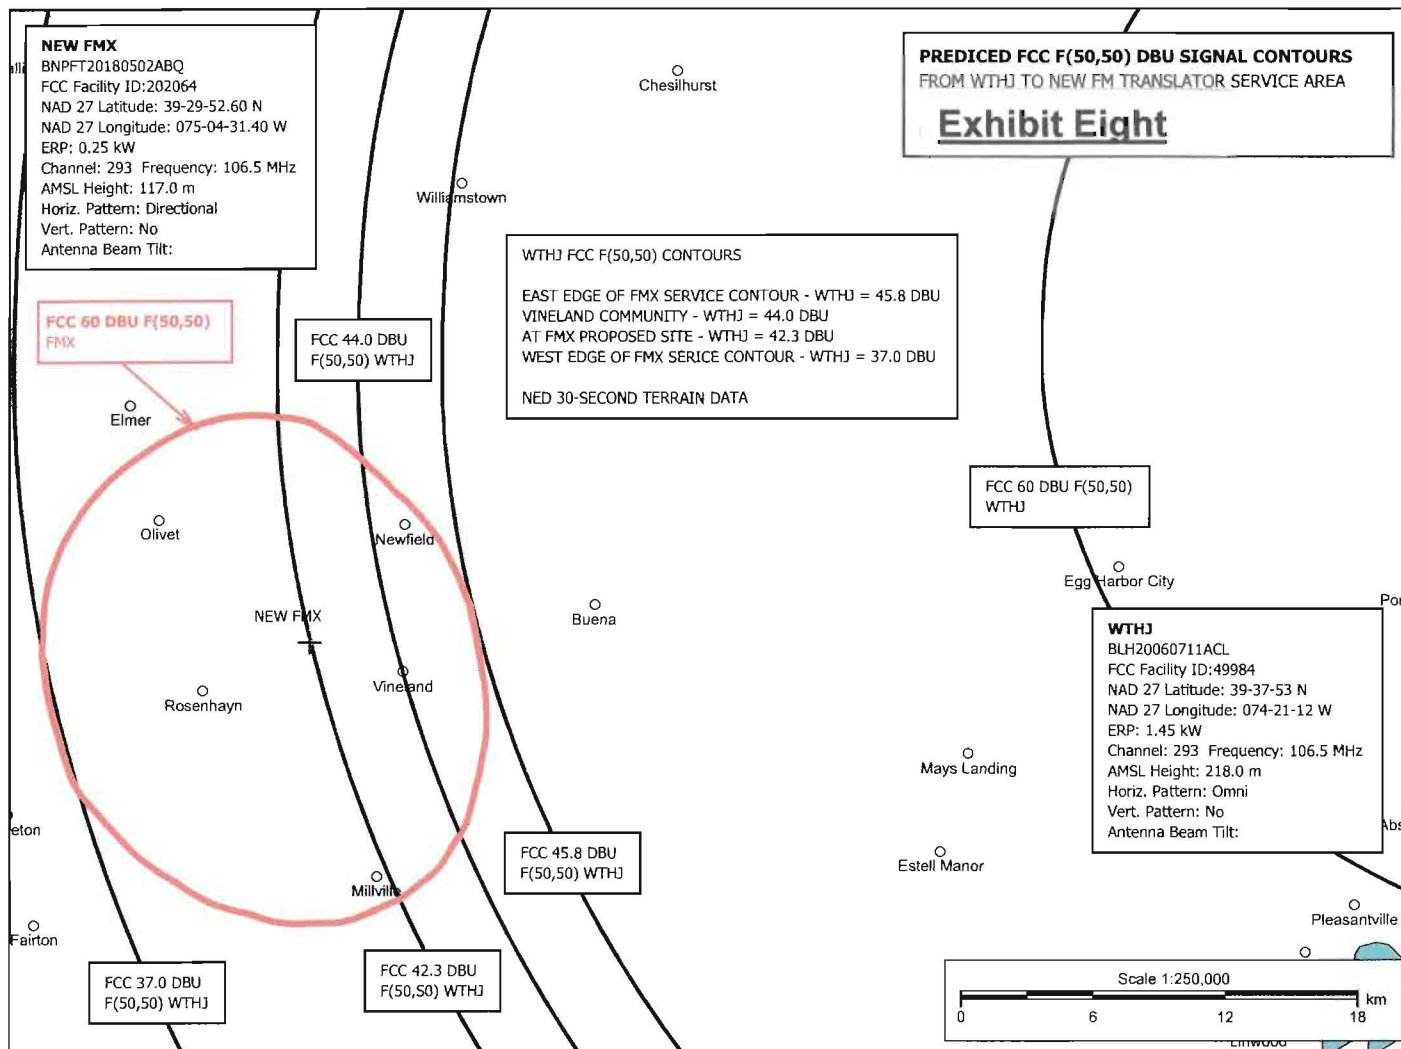 NEW FMX
BNPFT20180502ABQ
FCC Facility ID:202064
NAD 27 Latitude: 39-29-52.60 N
NAD 27 Longitude: 075-04-31.40 W
ERP: 0.25 kW
Channel: 293 Frequency: 106.5 MHz
AMSL Height: 117.0 m
Horiz. Pattern: Directional
Vert. Pattern: No
Antenna Beam Tilt:
PREDICED FCC F(50,50) DBU SIGNAL CONTOURS
FROM WTHJ TO NEW FM TRANSLATOR SERVICE AREA
Exhibit Eight
Chesilhurst
Williamstown
WTHJ FCC F(50,50) CONTOURS
EAST EDGE OF FMX SERVICE CONTOUR - WTHJ = 45.8 DBU
VINELAND COMMUNITY - WTHJ = 44.0 DBU
AT FMX PROPOSED SITE - WTHJ = 42.3 DBU
WEST EDGE OF FMX SERICE CONTOUR - WTHJ = 37.0 DBU
NED 30-SECOND TERRAIN DATA
FCC 60 DBU F(50,50)
FMX
FCC 44.0 DBU
F(50,50) WTHJ
Elmer
Olivet
Newfield
FCC 60 DBU F(50,50)
WTHJ
Egg Harbor City
Por
NEW FMX
Buena
Vineland
Rosenhayn
WTHJ
BLH20060711ACL
FCC Facility ID:49984
NAD 27 Latitude: 39-37-53 N
NAD 27 Longitude: 074-21-12 W
ERP: 1.45 kW
Channel: 293 Frequency: 106.5 MHz
AMSL Height: 218.0 m
Horiz. Pattern: Omni
Vert. Pattern: No
Antenna Beam Tilt:
Mays Landing
eton
Abs
FCC 45.8 DBU
F(50,50) WTHJ
Estell Manor
Millville
Pleasantville
Fairton
FCC 37.0 DBU
F(50,50) WTHJ
FCC 42.3 DBU
F(50,50) WTHJ
Scale 1:250,000
km
0 6 12 18
Linwood